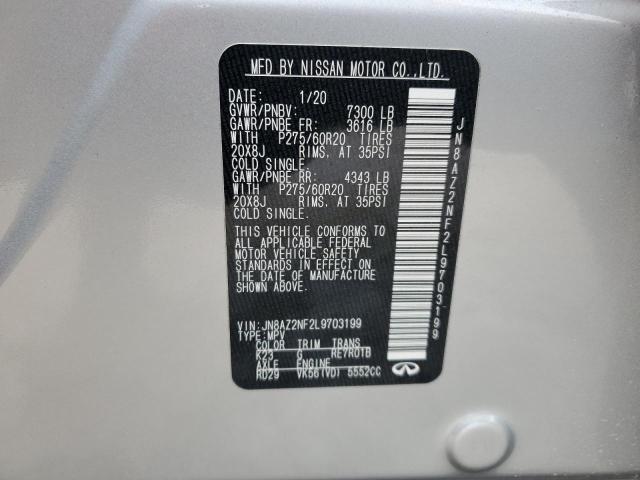 MFD BY NISSAN MOTOR CO.,LTD.
DATE: 1/20
GVWR/PNBV: 7300 LB
GAWR/PNBE FR: 3616 LB
WITH P275/60R20 TIRES
20X8J RIMS, AT 35PSI
COLD SINGLE.
GAWR/PNBE RR: 4343 LB
WITH P275/60R20 TIRES
20X8J RIMS, AT 35PSI
COLD SINGLE.
THIS VEHICLE CONFORMS TO
ALL APPLICABLE FEDERAL
MOTOR VEHICLE SAFETY
STANDARDS IN EFFECT ON
THE DATE OF MANUFACTURE
SHOWN ABOVE.
VIN:JN8AZ2NF2L9703199
TYPE:MPV
COLOR TRIM TRANS
K23 G RE7R01B
AXLE ENGINE
RD29 VK56(VD) 5552CC
JN8AZ2NF2L9703199